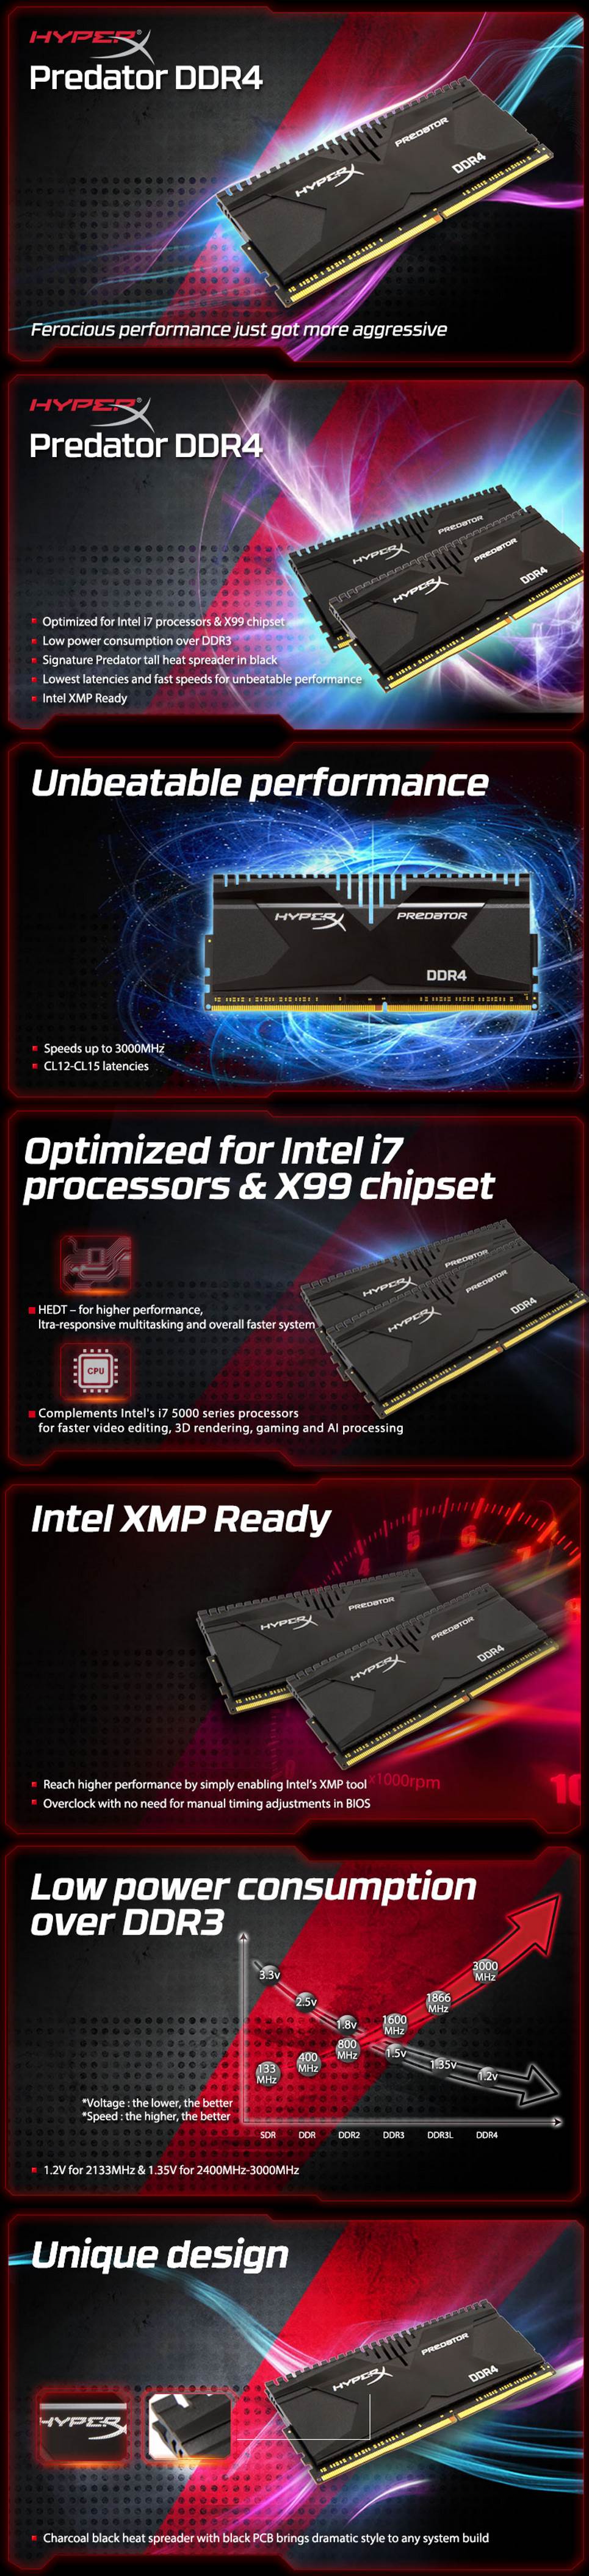 HYPERX®
Predator DDR4
HYPERX
PREDATOR
DDR4
Ferocious performance just got more aggressive
HYPERX®
Predator DDR4
HYPERX
PREDATOR
HYPERX
PREDATOR
DDR4
Optimized for Intel i7 processors & X99 chipset
Low power consumption over DDR3
Signature Predator tall heat spreader in black
Lowest latencies and fast speeds for unbeatable performance
Intel XMP Ready
Unbeatable performance
HYPERX
PREDATOR
DDR4
Speeds up to 3000MHz
CL12-CL15 latencies
Optimized for Intel i7
processors & X99 chipset
HYPERX
PREDATOR
HYPERX
PREDATOR
DDR4
HEDT – for higher performance,
ltra-responsive multitasking and overall faster system
CPU
Complements Intel's i7 5000 series processors
for faster video editing, 3D rendering, gaming and AI processing
Intel XMP Ready
4
5
6
7
8
HYPERX
PREDATOR
HYPERX
PREDATOR
DDR4
0
x1000rpm
10
Reach higher performance by simply enabling Intel's XMP tool
Overclock with no need for manual timing adjustments in BIOS
Low power consumption
over DDR3
3.3v
2.5v
1.8v
1.5v
1.35v
1.2v
133
MHz
400
MHz
800
MHz
1600
MHz
1866
MHz
3000
MHz
*Voltage : the lower, the better
*Speed : the higher, the better
SDR DDR DDR2 DDR3 DDR3L DDR4
1.2V for 2133MHz & 1.35V for 2400MHz-3000MHz
Unique design
HYPERX
PREDATOR
DDR4
HYPERX
Charcoal black heat spreader with black PCB brings dramatic style to any system build